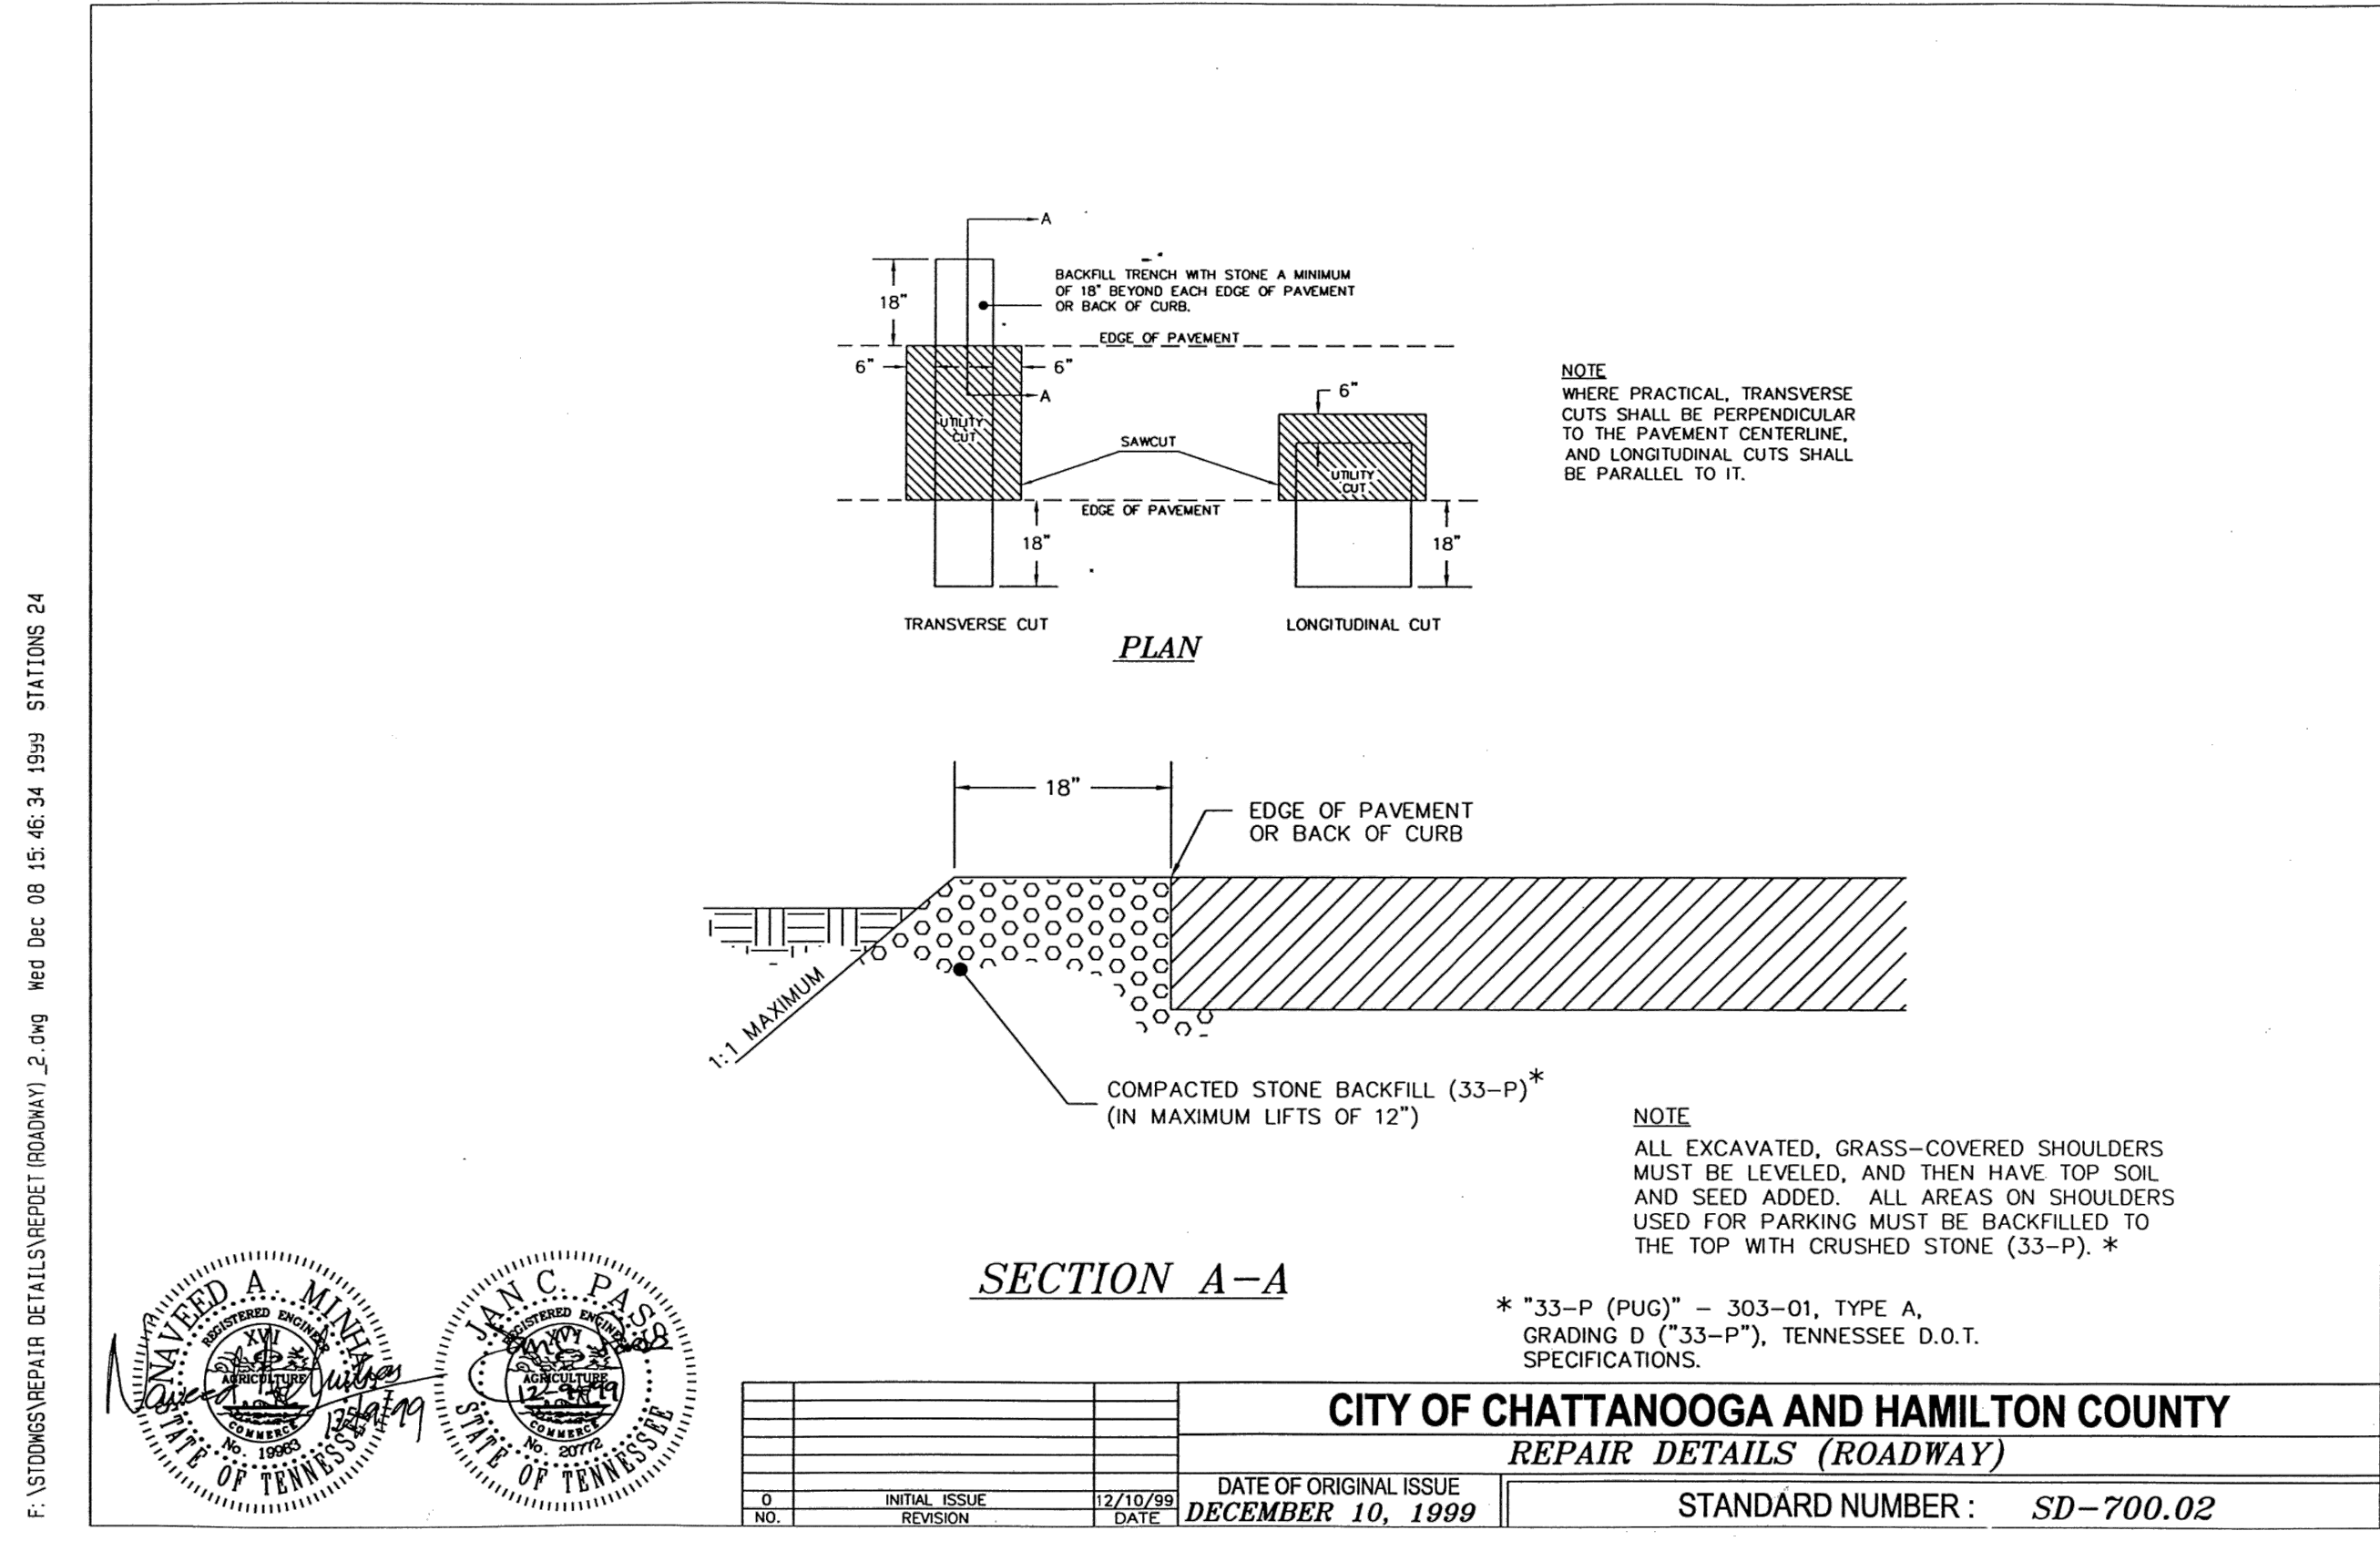 F: \STDDWGS\REPAIR DETAILS\REPDET(ROADWAY)_2.dwg Wed Dec 08 15:46:34 1999 STATIONS 24
A
18"
BACKFILL TRENCH WITH STONE A MINIMUM
OF 18" BEYOND EACH EDGE OF PAVEMENT
OR BACK OF CURB.
EDGE OF PAVEMENT
6"
6"
A
UTILITY
CUT
SAWCUT
6"
UTILITY
CUT
EDGE OF PAVEMENT
18"
18"
TRANSVERSE CUT
LONGITUDINAL CUT
PLAN
NOTE
WHERE PRACTICAL, TRANSVERSE
CUTS SHALL BE PERPENDICULAR
TO THE PAVEMENT CENTERLINE,
AND LONGITUDINAL CUTS SHALL
BE PARALLEL TO IT.
18"
EDGE OF PAVEMENT
OR BACK OF CURB
1:1 MAXIMUM
COMPACTED STONE BACKFILL (33-P)*
(IN MAXIMUM LIFTS OF 12")
NOTE
ALL EXCAVATED, GRASS-COVERED SHOULDERS
MUST BE LEVELED, AND THEN HAVE TOP SOIL
AND SEED ADDED. ALL AREAS ON SHOULDERS
USED FOR PARKING MUST BE BACKFILLED TO
THE TOP WITH CRUSHED STONE (33-P). *
SECTION A-A
* "33-P (PUG)" - 303-01, TYPE A,
GRADING D ("33-P"), TENNESSEE D.O.T.
SPECIFICATIONS.
NAVEED A. MINHAS
REGISTERED ENGINEER
XVI
AGRICULTURE
COMMERCE
No. 19983
STATE OF TENNESSEE
JAN C. PASS
REGISTERED ENGINEER
XVI
AGRICULTURE
12-9-99
COMMERCE
No. 20772
STATE OF TENNESSEE
CITY OF CHATTANOOGA AND HAMILTON COUNTY
REPAIR DETAILS (ROADWAY)
DATE OF ORIGINAL ISSUE
DECEMBER 10, 1999
STANDARD NUMBER : SD-700.02
0 INITIAL ISSUE 12/10/99
NO. REVISION DATE